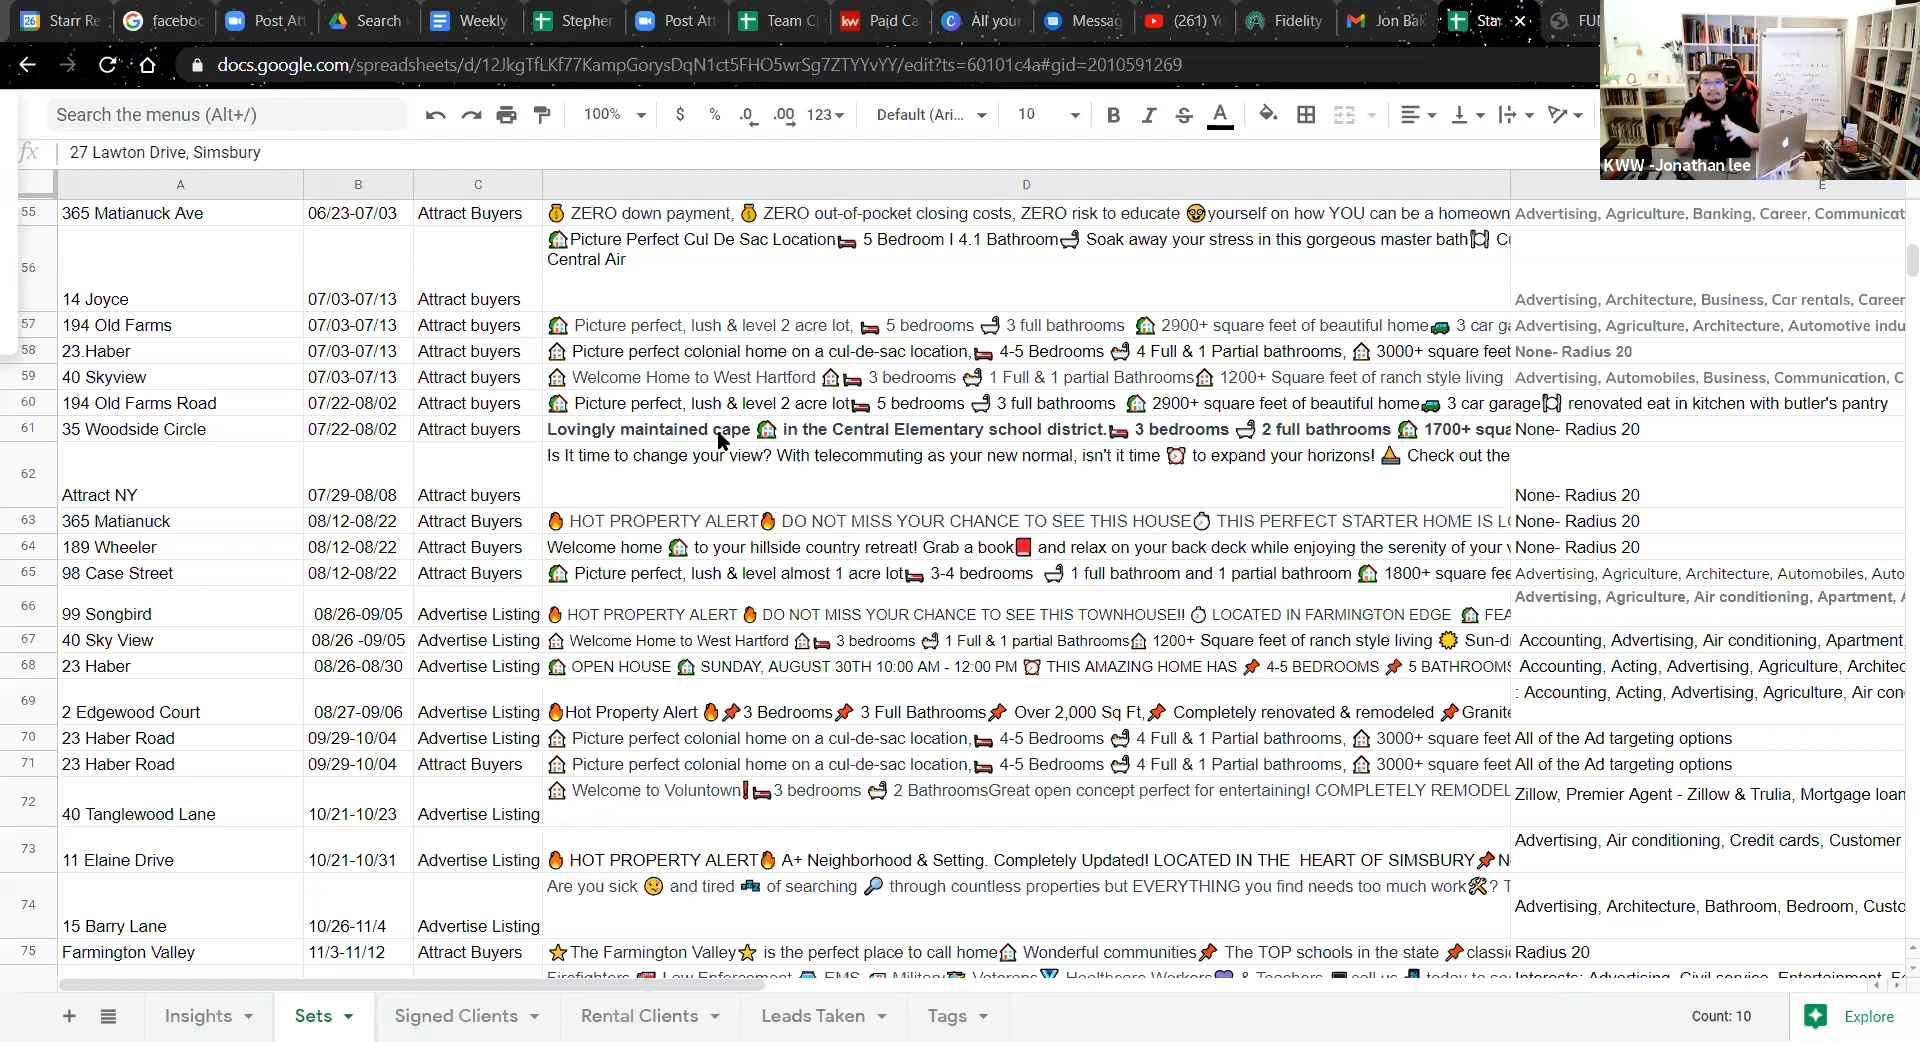 26 Starr Re facebo Post Att Search Weekly Stepher Post Att Team C kw Pajd Ca All you Messag (261) Y Fidelity Jon Bak Star × FU
docs.google.com/spreadsheets/d/12JkgTfLKf77KampGorysDqN1ct5FHO5wrSg7ZTYYvYY/edit?ts=60101c4a#gid=2010591269
Search the menus (Alt+/) 100% $ % .0 .00 123 Default (Ari... 10 B I S A
KWW -Jonathan lee
fx 27 Lawton Drive, Simsbury
A B C D E
55 365 Matianuck Ave 06/23-07/03 Attract Buyers 💰 ZERO down payment, 💰 ZERO out-of-pocket closing costs, ZERO risk to educate 🤓yourself on how YOU can be a homeown Advertising, Agriculture, Banking, Career, Communicat
🏡Picture Perfect Cul De Sac Location🛏 5 Bedroom I 4.1 Bathroom🛁 Soak away your stress in this gorgeous master bath🍽
Central Air
56 14 Joyce 07/03-07/13 Attract buyers Advertising, Architecture, Business, Car rentals, Career
57 194 Old Farms 07/03-07/13 Attract buyers 🏡 Picture perfect, lush & level 2 acre lot, 🛏 5 bedrooms 🛁 3 full bathrooms 🏡 2900+ square feet of beautiful home🚙 3 car ga Advertising, Agriculture, Architecture, Automotive indu
58 23.Haber 07/03-07/13 Attract buyers 🏠 Picture perfect colonial home on a cul-de-sac location,🛏 4-5 Bedrooms 🛀 4 Full & 1 Partial bathrooms, 🏠 3000+ square feet None- Radius 20
59 40 Skyview 07/03-07/13 Attract buyers 🏠 Welcome Home to West Hartford 🏠🛏 3 bedrooms 🛀 1 Full & 1 partial Bathrooms🏠 1200+ Square feet of ranch style living Advertising, Automobiles, Business, Communication, C
60 194 Old Farms Road 07/22-08/02 Attract buyers 🏡 Picture perfect, lush & level 2 acre lot🛏 5 bedrooms 🛁 3 full bathrooms 🏡 2900+ square feet of beautiful home🚙 3 car garage🍽 renovated eat in kitchen with butler's pantry
61 35 Woodside Circle 07/22-08/02 Attract buyers Lovingly maintained cape 🏡 in the Central Elementary school district.🛏 3 bedrooms 🛁 2 full bathrooms 🏡 1700+ squa None- Radius 20
Is It time to change your view? With telecommuting as your new normal, isn't it time ⏰ to expand your horizons! ⛵ Check out the
62 Attract NY 07/29-08/08 Attract buyers None- Radius 20
63 365 Matianuck 08/12-08/22 Attract Buyers 🔥 HOT PROPERTY ALERT🔥 DO NOT MISS YOUR CHANCE TO SEE THIS HOUSE⏱ THIS PERFECT STARTER HOME IS LO None- Radius 20
64 189 Wheeler 08/12-08/22 Attract Buyers Welcome home 🏡 to your hillside country retreat! Grab a book📕 and relax on your back deck while enjoying the serenity of your None- Radius 20
65 98 Case Street 08/12-08/22 Attract Buyers 🏡 Picture perfect, lush & level almost 1 acre lot🛏 3-4 bedrooms 🛁 1 full bathroom and 1 partial bathroom 🏡 1800+ square fee Advertising, Agriculture, Architecture, Automobiles, Auto
66 99 Songbird 08/26-09/05 Advertise Listing 🔥 HOT PROPERTY ALERT 🔥 DO NOT MISS YOUR CHANCE TO SEE THIS TOWNHOUSE!! ⏱ LOCATED IN FARMINGTON EDGE 🏡 FEA Advertising, Agriculture, Air conditioning, Apartment,
67 40 Sky View 08/26 -09/05 Advertise Listing 🏠 Welcome Home to West Hartford 🏠🛏 3 bedrooms 🛀 1 Full & 1 partial Bathrooms🏠 1200+ Square feet of ranch style living 🌟 Sun-di Accounting, Advertising, Air conditioning, Apartment,
68 23 Haber 08/26-08/30 Advertise Listing 🏡 OPEN HOUSE 🏡 SUNDAY, AUGUST 30TH 10:00 AM - 12:00 PM ⏰ THIS AMAZING HOME HAS 📌 4-5 BEDROOMS 📌 5 BATHROOMS Accounting, Acting, Advertising, Agriculture, Architec
69 2 Edgewood Court 08/27-09/06 Advertise Listing 🔥Hot Property Alert 🔥📌3 Bedrooms📌 3 Full Bathrooms📌 Over 2,000 Sq Ft,📌 Completely renovated & remodeled 📌Granite : Accounting, Acting, Advertising, Agriculture, Air con
70 23 Haber Road 09/29-10/04 Advertise Listing 🏠 Picture perfect colonial home on a cul-de-sac location,🛏 4-5 Bedrooms 🛀 4 Full & 1 Partial bathrooms, 🏠 3000+ square feet All of the Ad targeting options
71 23 Haber Road 09/29-10/04 Attract Buyers 🏠 Picture perfect colonial home on a cul-de-sac location,🛏 4-5 Bedrooms 🛀 4 Full & 1 Partial bathrooms, 🏠 3000+ square feet All of the Ad targeting options
72 40 Tanglewood Lane 10/21-10/23 Advertise Listing 🏠 Welcome to Voluntown❗🛏3 bedrooms 🛀 2 BathroomsGreat open concept perfect for entertaining! COMPLETELY REMODEL Zillow, Premier Agent - Zillow & Trulia, Mortgage loan
73 11 Elaine Drive 10/21-10/31 Advertise Listing 🔥 HOT PROPERTY ALERT🔥 A+ Neighborhood & Setting. Completely Updated! LOCATED IN THE HEART OF SIMSBURY📌N Advertising, Air conditioning, Credit cards, Customer
74 15 Barry Lane 10/26-11/4 Advertise Listing Are you sick 🤒 and tired 💤 of searching 🔎 through countless properties but EVERYTHING you find needs too much work🛠? T Advertising, Architecture, Bathroom, Bedroom, Custo
75 Farmington Valley 11/3-11/12 Attract Buyers ⭐The Farmington Valley⭐ is the perfect place to call home🏠 Wonderful communities📌 The TOP schools in the state 📌classi Radius 20
Firefighters 🚒 Law Enforcement 🚔 EMS 🚑 Military Veterans Healthcare Workers💜 & Teachers call us today to se Interests: Advertising, Civil service, Entertainment,
+ Insights Sets Signed Clients Rental Clients Leads Taken Tags Count: 10 Explore